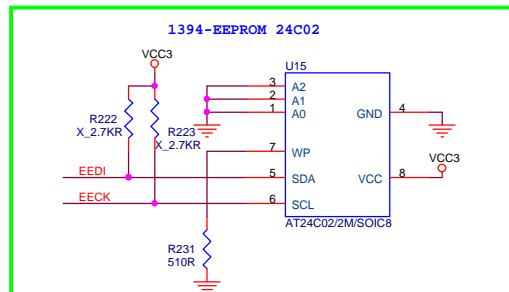 1394-EEPROM 24C02
VCC3
U15
R222
X_2.7KR
R223
X_2.7KR
3 A2
2 A1
1 A0
GND 4
7 WP
VCC3
EEDI
5 SDA
VCC 8
EECK
6 SCL
AT24C02/2M/SOIC8
R231
510R